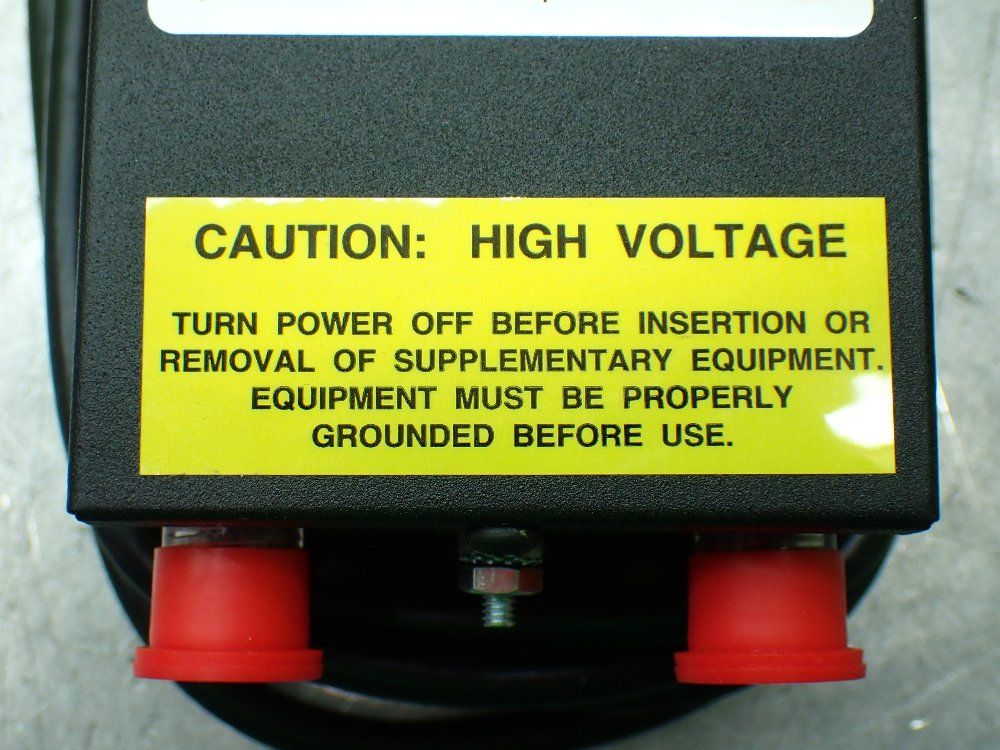 CAUTION: HIGH VOLTAGE
TURN POWER OFF BEFORE INSERTION OR
REMOVAL OF SUPPLEMENTARY EQUIPMENT.
EQUIPMENT MUST BE PROPERLY
GROUNDED BEFORE USE.